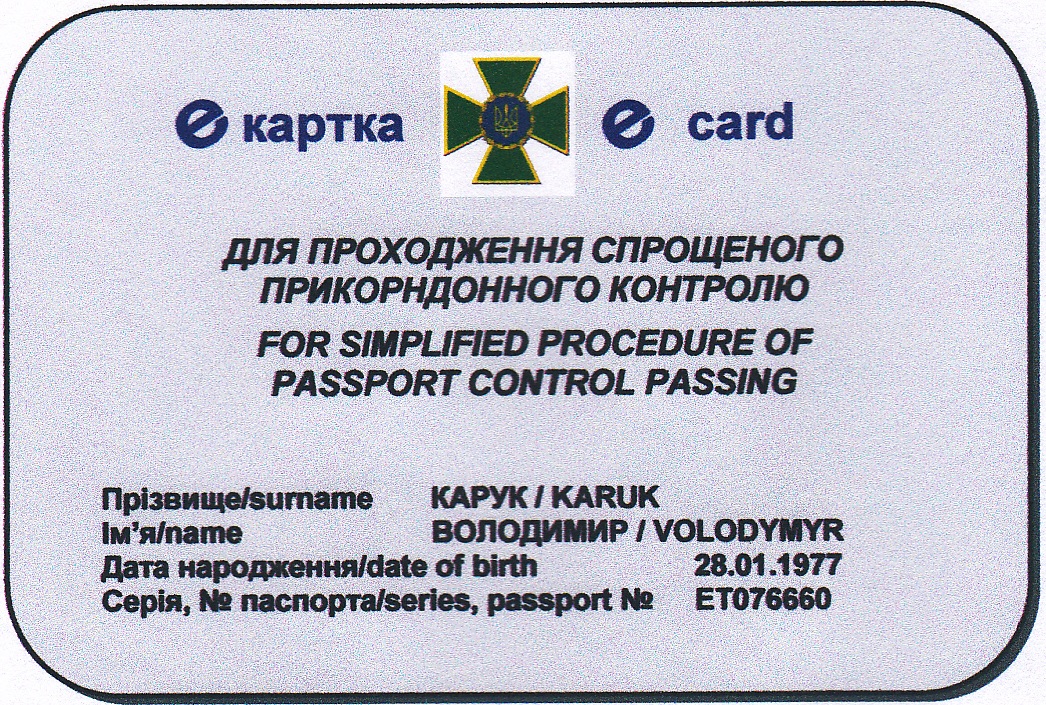 е картка е card
ДЛЯ ПРОХОДЖЕННЯ СПРОЩЕНОГО
ПРИКОРНДОННОГО КОНТРОЛЮ
FOR SIMPLIFIED PROCEDURE OF
PASSPORT CONTROL PASSING
Прізвище/surname КАРУК / KARUK
Ім’я/name ВОЛОДИМИР / VOLODYMYR
Дата народження/date of birth 28.01.1977
Серія, № паспорта/series, passport № ЕТ076660